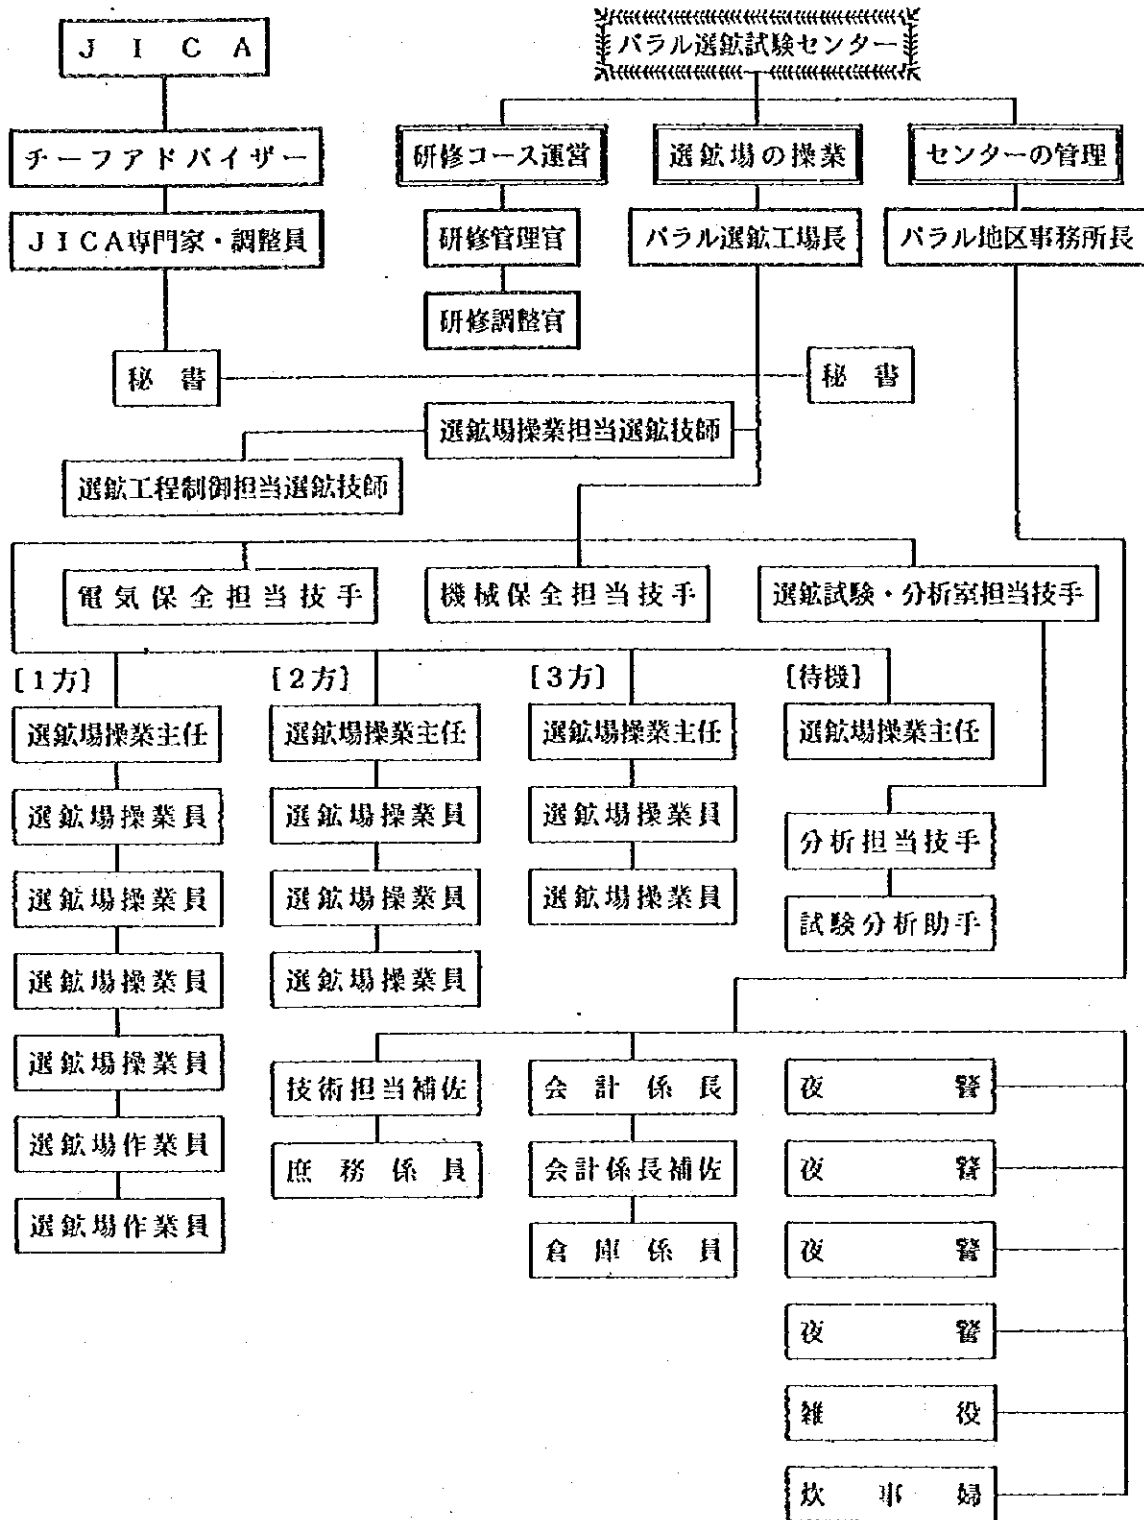 JICA
パラル選鉱試験センター
チーフアドバイザー
研修コース運営
選鉱場の操業
センターの管理
JICA専門家・調整員
研修管理官
パラル選鉱工場長
パラル地区事務所長
研修調整官
秘書
秘書
選鉱場操業担当選鉱技師
選鉱工程制御担当選鉱技師
電気保全担当技手
機械保全担当技手
選鉱試験・分析室担当技手
[1方]
[2方]
[3方]
[待機]
選鉱場操業主任
選鉱場操業主任
選鉱場操業主任
選鉱場操業主任
選鉱場操業員
選鉱場操業員
選鉱場操業員
分析担当技手
選鉱場操業員
選鉱場操業員
選鉱場操業員
試験分析助手
選鉱場操業員
選鉱場操業員
選鉱場操業員
技術担当補佐
会計係長
夜警
選鉱場作業員
庶務係員
会計係長補佐
夜警
選鉱場作業員
倉庫係員
夜警
夜警
雑役
炊事婦